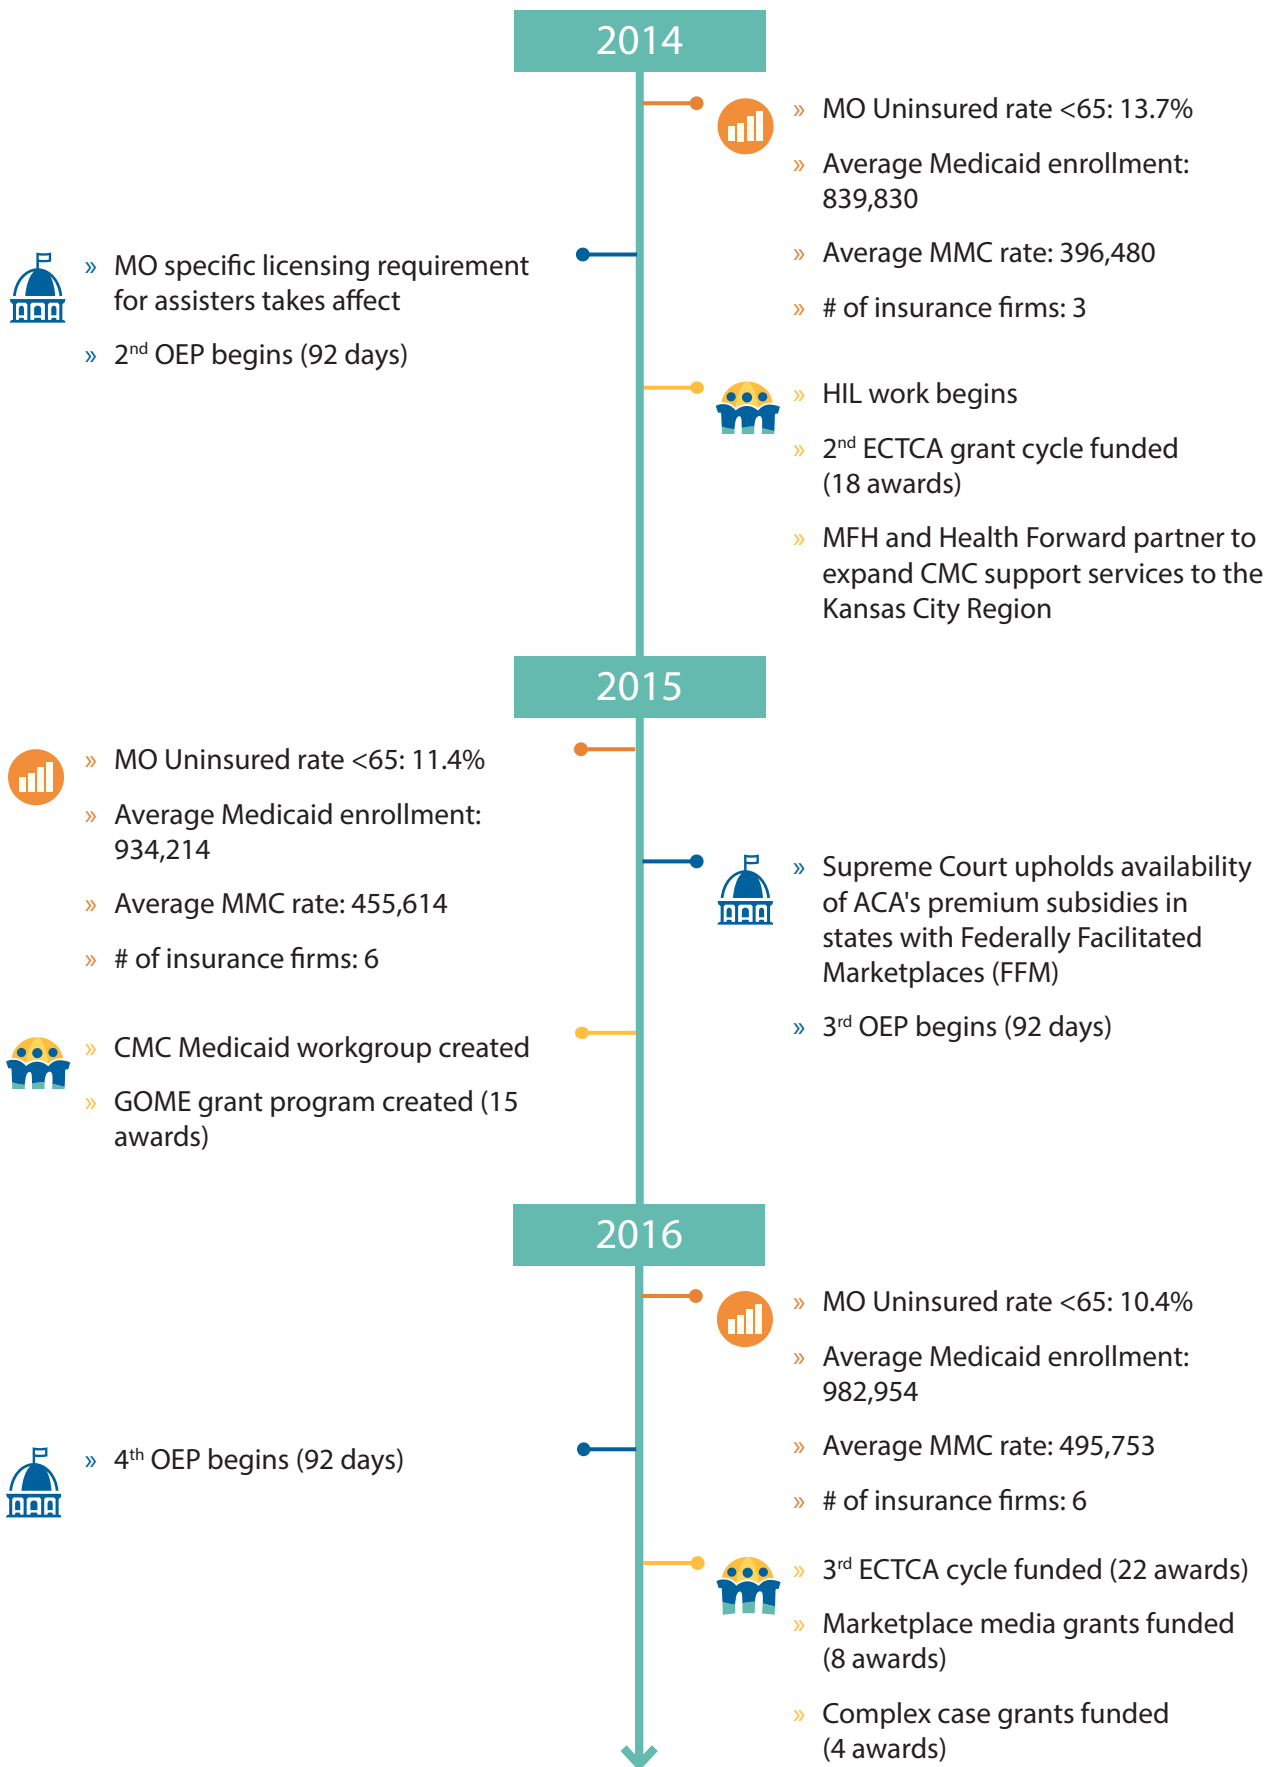 2014
» MO Uninsured rate <65: 13.7%
» Average Medicaid enrollment:
839,830
» Average MMC rate: 396,480
» # of insurance firms: 3
» MO specific licensing requirement
for assisters takes affect
» 2nd OEP begins (92 days)
» HIL work begins
» 2nd ECTCA grant cycle funded
(18 awards)
» MFH and Health Forward partner to
expand CMC support services to the
Kansas City Region
2015
» MO Uninsured rate <65: 11.4%
» Average Medicaid enrollment:
934,214
» Average MMC rate: 455,614
» # of insurance firms: 6
» Supreme Court upholds availability
of ACA's premium subsidies in
states with Federally Facilitated
Marketplaces (FFM)
» 3rd OEP begins (92 days)
» CMC Medicaid workgroup created
» GOME grant program created (15
awards)
2016
» MO Uninsured rate <65: 10.4%
» Average Medicaid enrollment:
982,954
» Average MMC rate: 495,753
» # of insurance firms: 6
» 4th OEP begins (92 days)
» 3rd ECTCA cycle funded (22 awards)
» Marketplace media grants funded
(8 awards)
» Complex case grants funded
(4 awards)